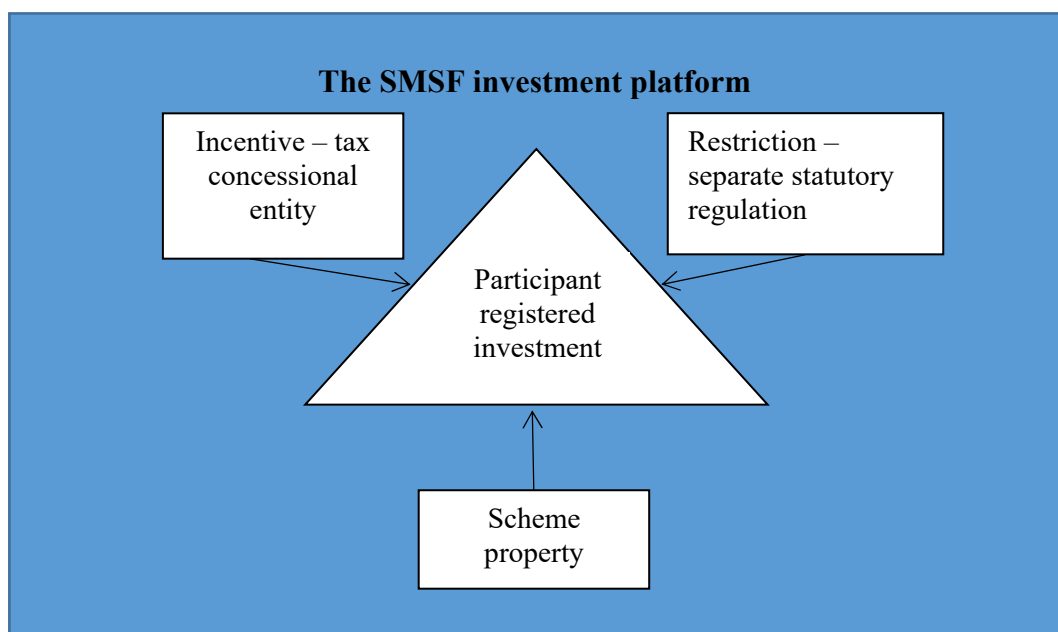 The SMSF investment platform
Incentive – tax
concessional
entity
Restriction –
separate statutory
regulation
Participant
registered
investment
Scheme
property